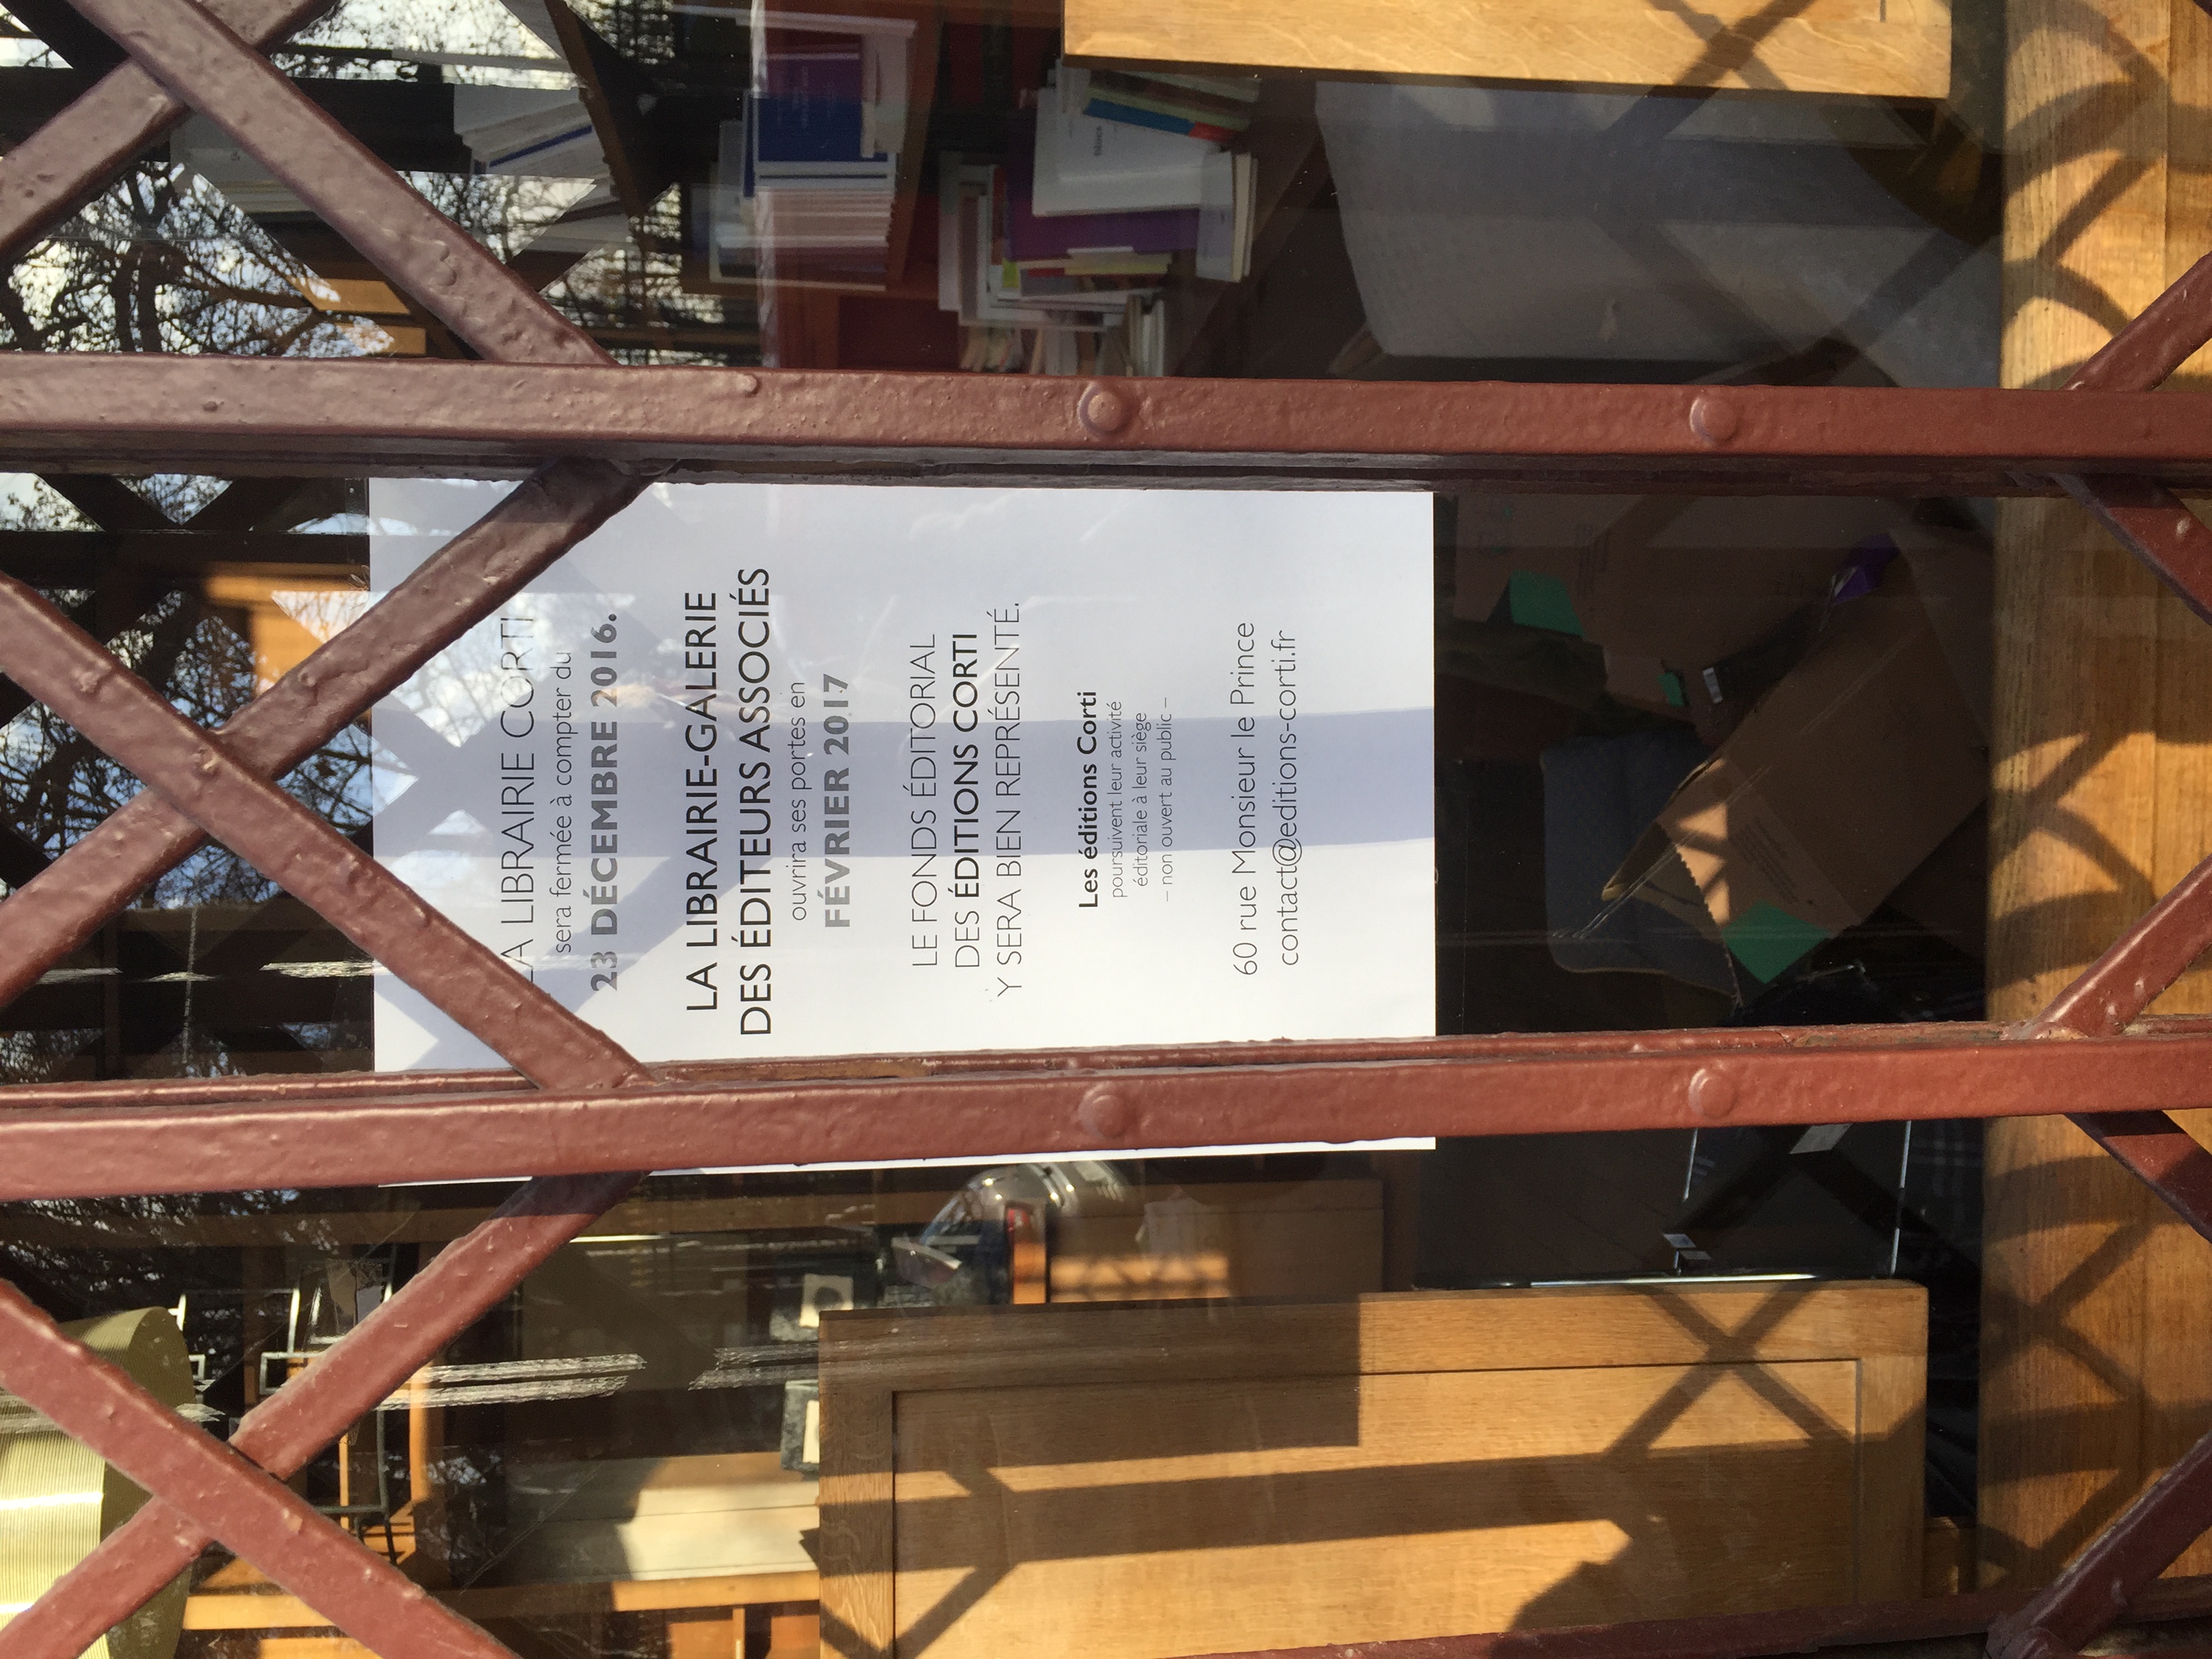 LA LIBRAIRIE CORTI
sera fermée à compter du
23 DÉCEMBRE 2016.
LA LIBRAIRIE-GALERIE
DES ÉDITEURS ASSOCIÉS
ouvrira ses portes en
FÉVRIER 2017
LE FONDS ÉDITORIAL
DES ÉDITIONS CORTI
Y SERA BIEN REPRÉSENTÉ.
Les éditions Corti
poursuivent leur activité
éditoriale à leur siège
– non ouvert au public –
60 rue Monsieur le Prince
contact@editions-corti.fr